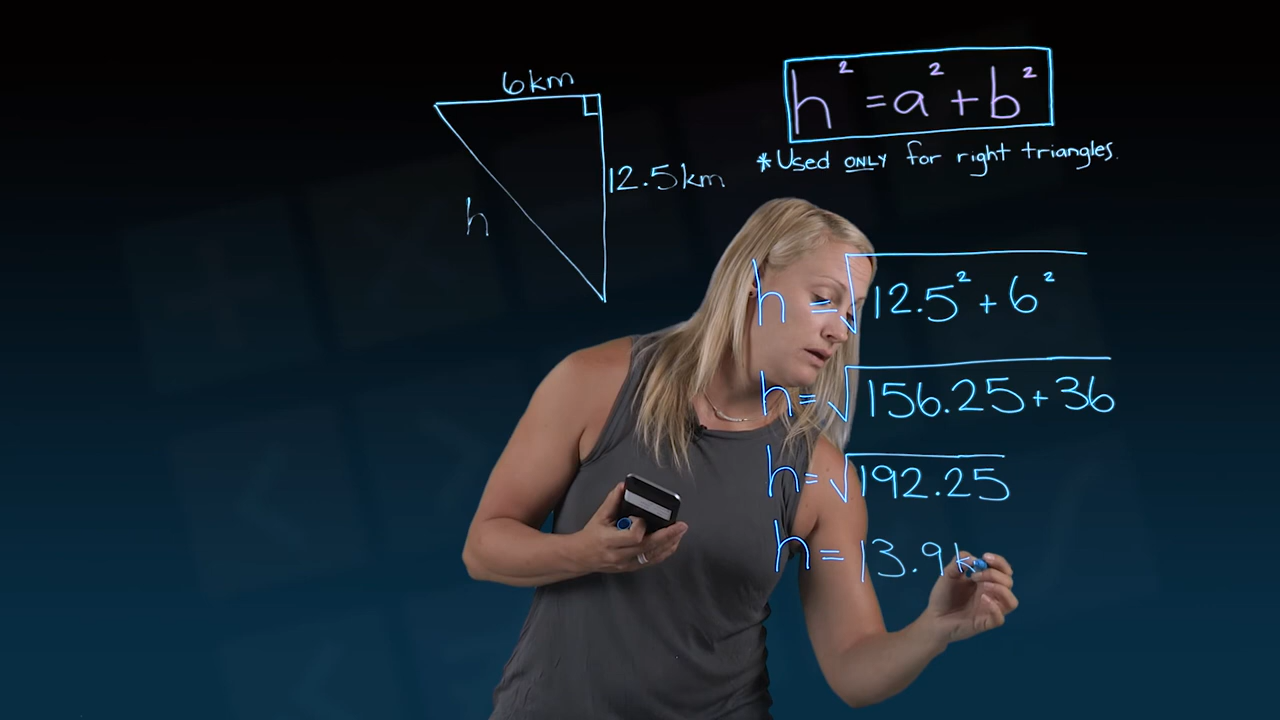 6km
12.5km
h
h² = a² + b²
*Used ONLY for right triangles.
h = √12.5² + 6²
h = √156.25 + 36
h = √192.25
h = 13.9 k